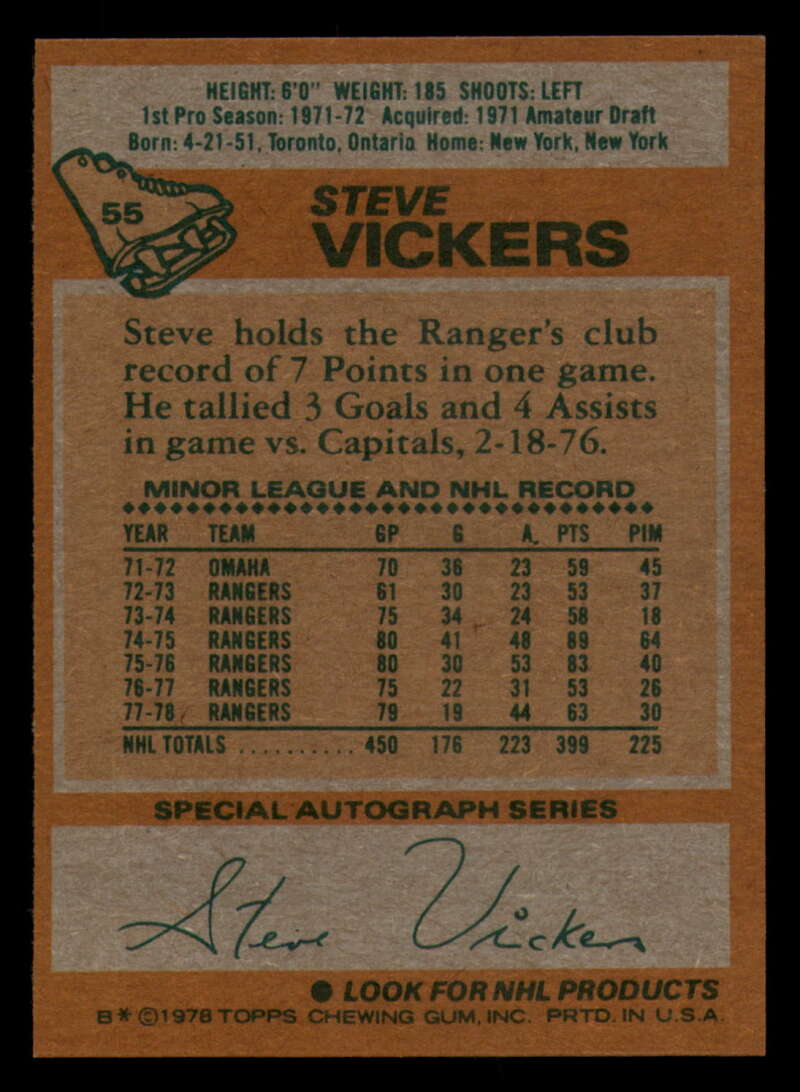 HEIGHT: 6'0" WEIGHT: 185 SHOOTS: LEFT
1st Pro Season: 1971-72 Acquired: 1971 Amateur Draft
Born: 4-21-51, Toronto, Ontario Home: New York, New York
55
STEVE
VICKERS
Steve holds the Ranger's club
record of 7 Points in one game.
He tallied 3 Goals and 4 Assists
in game vs. Capitals, 2-18-76.
MINOR LEAGUE AND NHL RECORD
YEAR TEAM GP G A. PTS PIM
71-72 OMAHA 70 36 23 59 45
72-73 RANGERS 61 30 23 53 37
73-74 RANGERS 75 34 24 58 18
74-75 RANGERS 80 41 48 89 64
75-76 RANGERS 80 30 53 83 40
76-77 RANGERS 75 22 31 53 26
77-78 RANGERS 79 19 44 63 30
NHL TOTALS .......... 450 176 223 399 225
SPECIAL AUTOGRAPH SERIES
Steve Vickers
● LOOK FOR NHL PRODUCTS
B* ©1978 TOPPS CHEWING GUM, INC. PRTD. IN U.S.A.